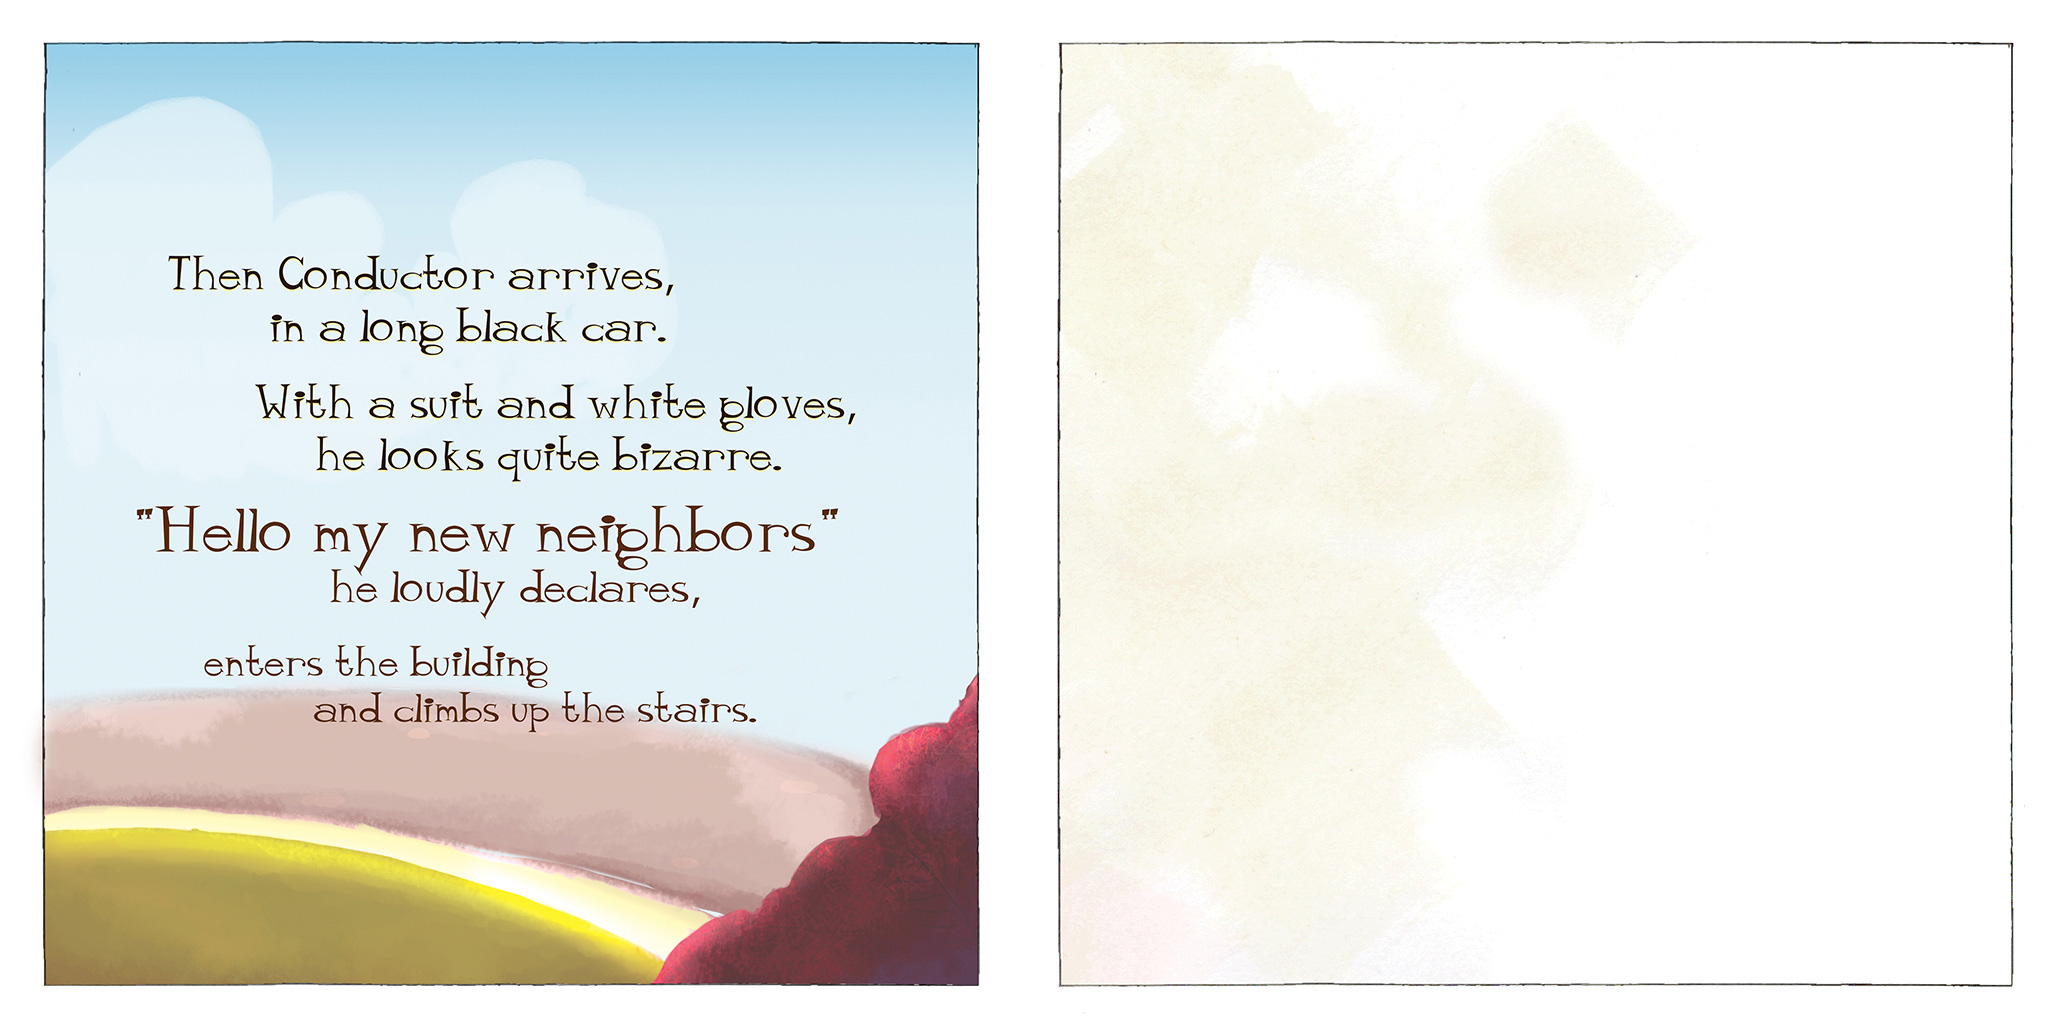 Then Conductor arrives,
in a long black car.
With a suit and white gloves,
he looks quite bizarre.
"Hello my new neighbors"
he loudly declares,
enters the building
and climbs up the stairs.